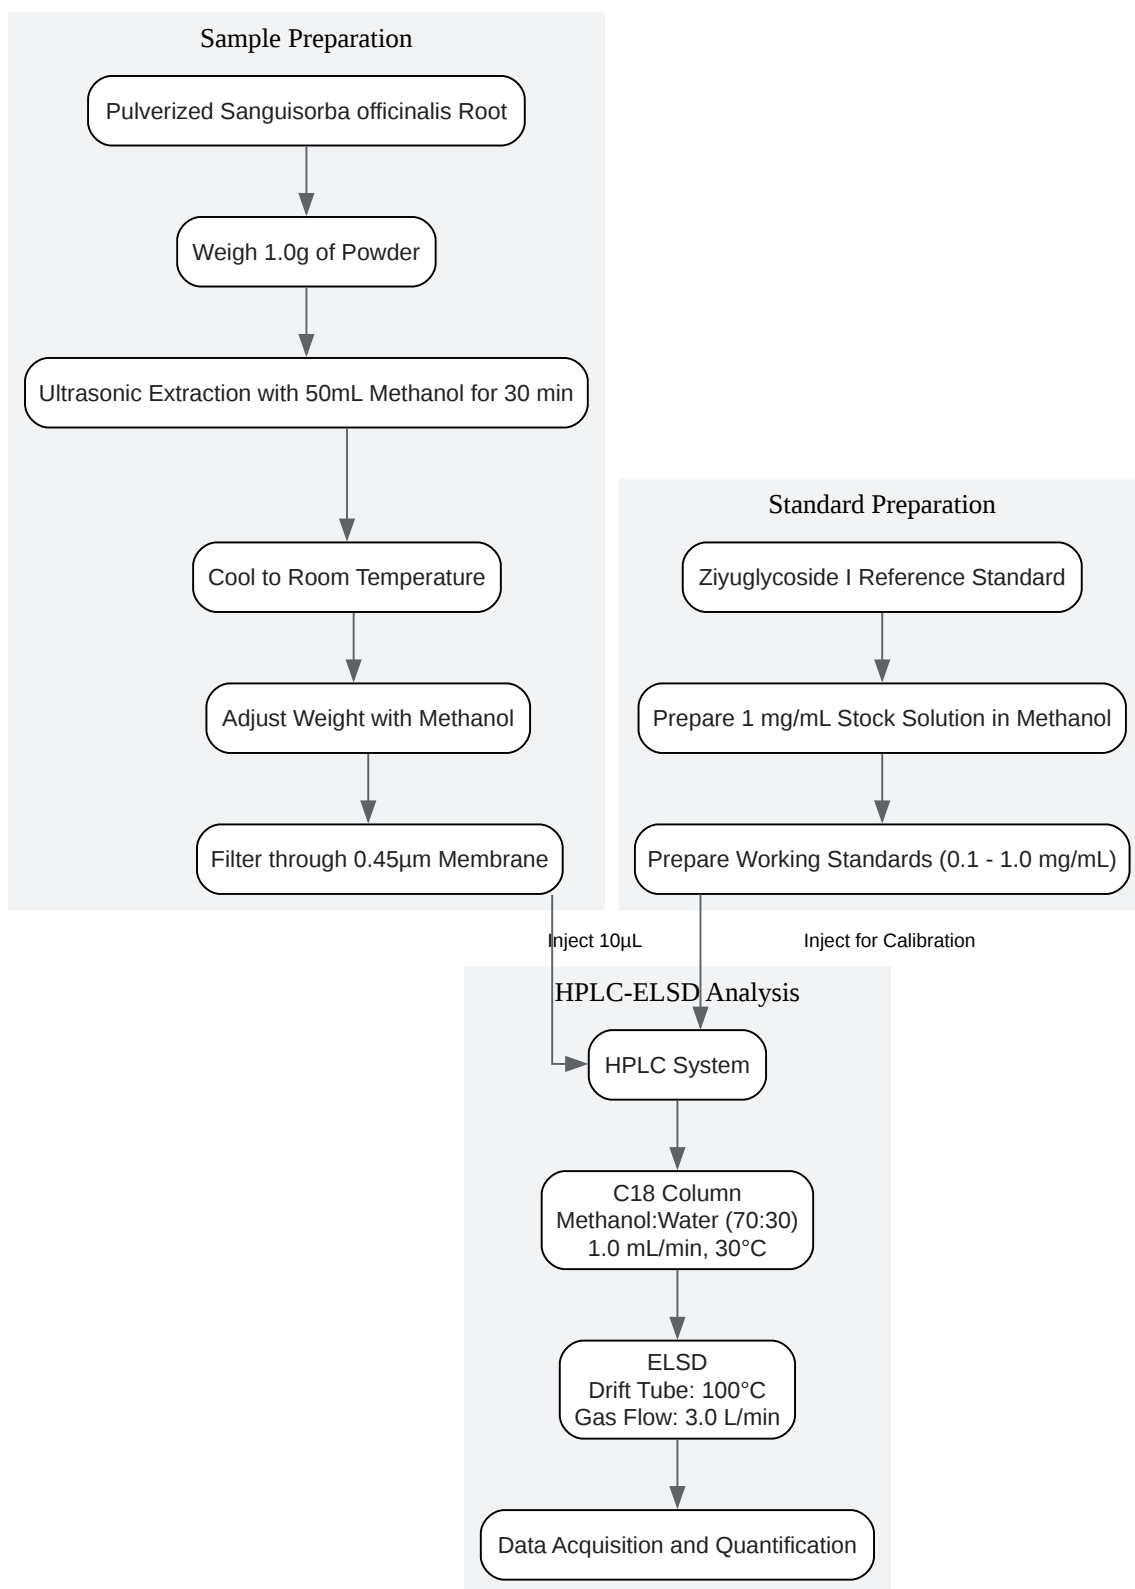 Sample Preparation
Pulverized Sanguisorba officinalis Root
Weigh 1.0g of Powder
Ultrasonic Extraction with 50mL Methanol for 30 min
Cool to Room Temperature
Adjust Weight with Methanol
Filter through 0.45µm Membrane
Standard Preparation
Ziyuglycoside I Reference Standard
Prepare 1 mg/mL Stock Solution in Methanol
Prepare Working Standards (0.1 - 1.0 mg/mL)
Inject 10µL
Inject for Calibration
HPLC-ELSD Analysis
HPLC System
C18 Column
Methanol:Water (70:30)
1.0 mL/min, 30°C
ELSD
Drift Tube: 100°C
Gas Flow: 3.0 L/min
Data Acquisition and Quantification